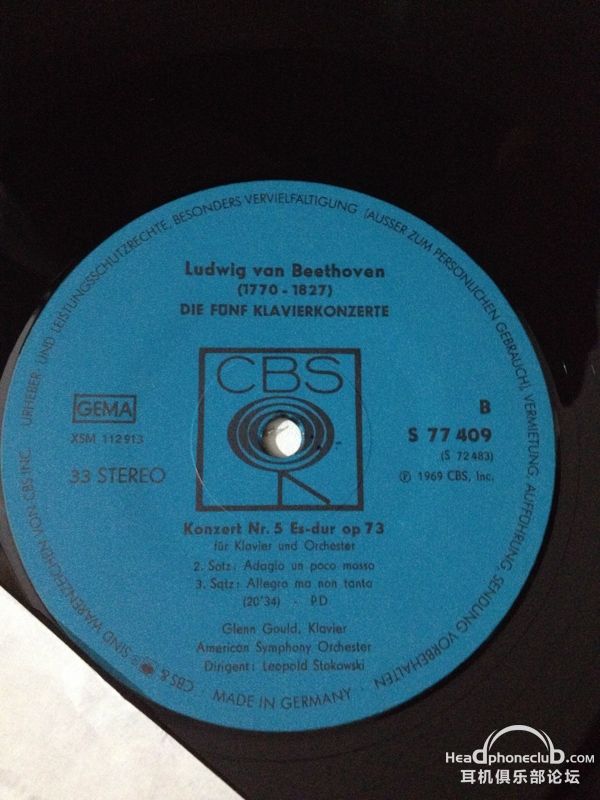 URHEBER- UND LEISTUNGSSCHUTZRECHTE, BESONDERS VERVIELFÄLTIGUNG (AUSSER ZUM PERSÖNLICHEN GEBRAUCH), VERMIETUNG, AUFFÜHRUNG, SENDUNG VORBEHALTEN
Ludwig van Beethoven
(1770 - 1827)
DIE FÜNF KLAVIERKONZERTE
CBS
GEMA
XSM 112913
33 STEREO
B
S 77 409
(S 72 483)
Ⓟ 1969 CBS, Inc.
Konzert Nr. 5 Es-dur op 73
für Klavier und Orchester
2. Satz: Adagio un poco mosso
3. Satz: Allegro ma non tanto
(20'34) - PD
Glenn Gould, Klavier
American Symphony Orchester
Dirigent: Leopold Stokowski
CBS & SIND WARENZEICHEN VON CBS INC.
MADE IN GERMANY
HeadphoneclubD.com
耳机俱乐部论坛